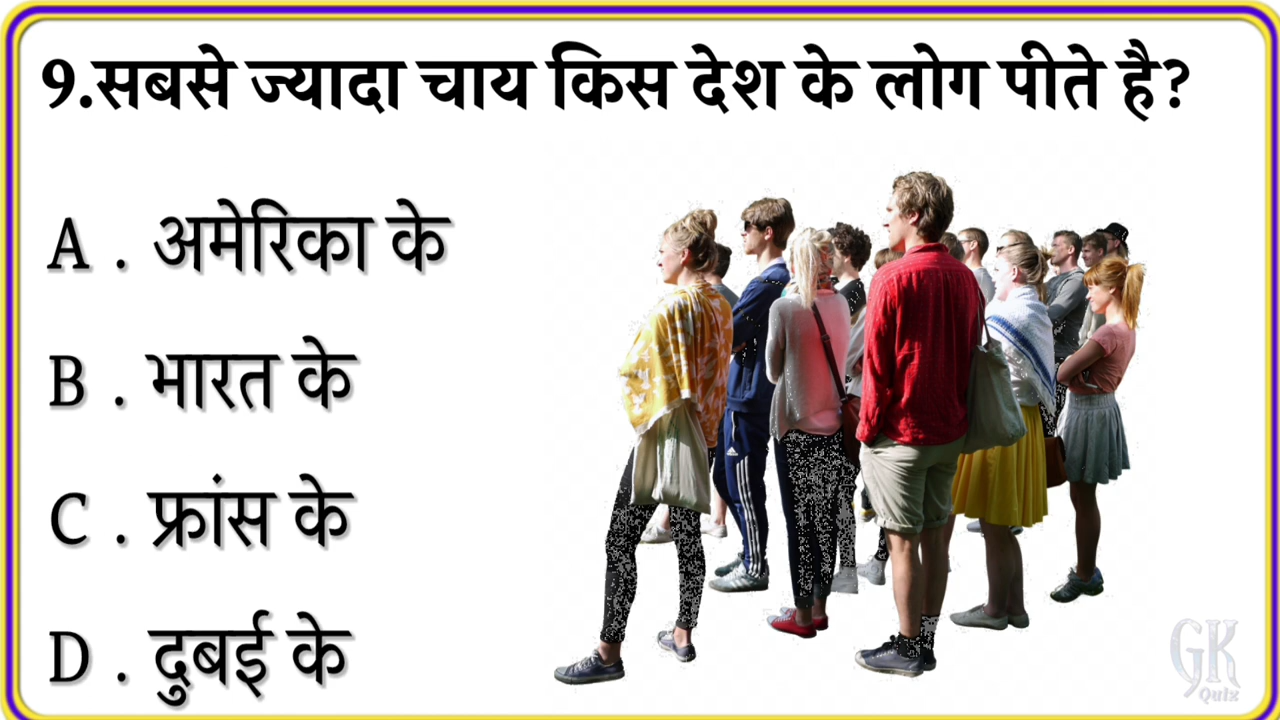 9.सबसे ज्यादा चाय किस देश के लोग पीते है?
A . अमेरिका के
B . भारत के
C . फ्रांस के
D . दुबई के
GK
Quiz